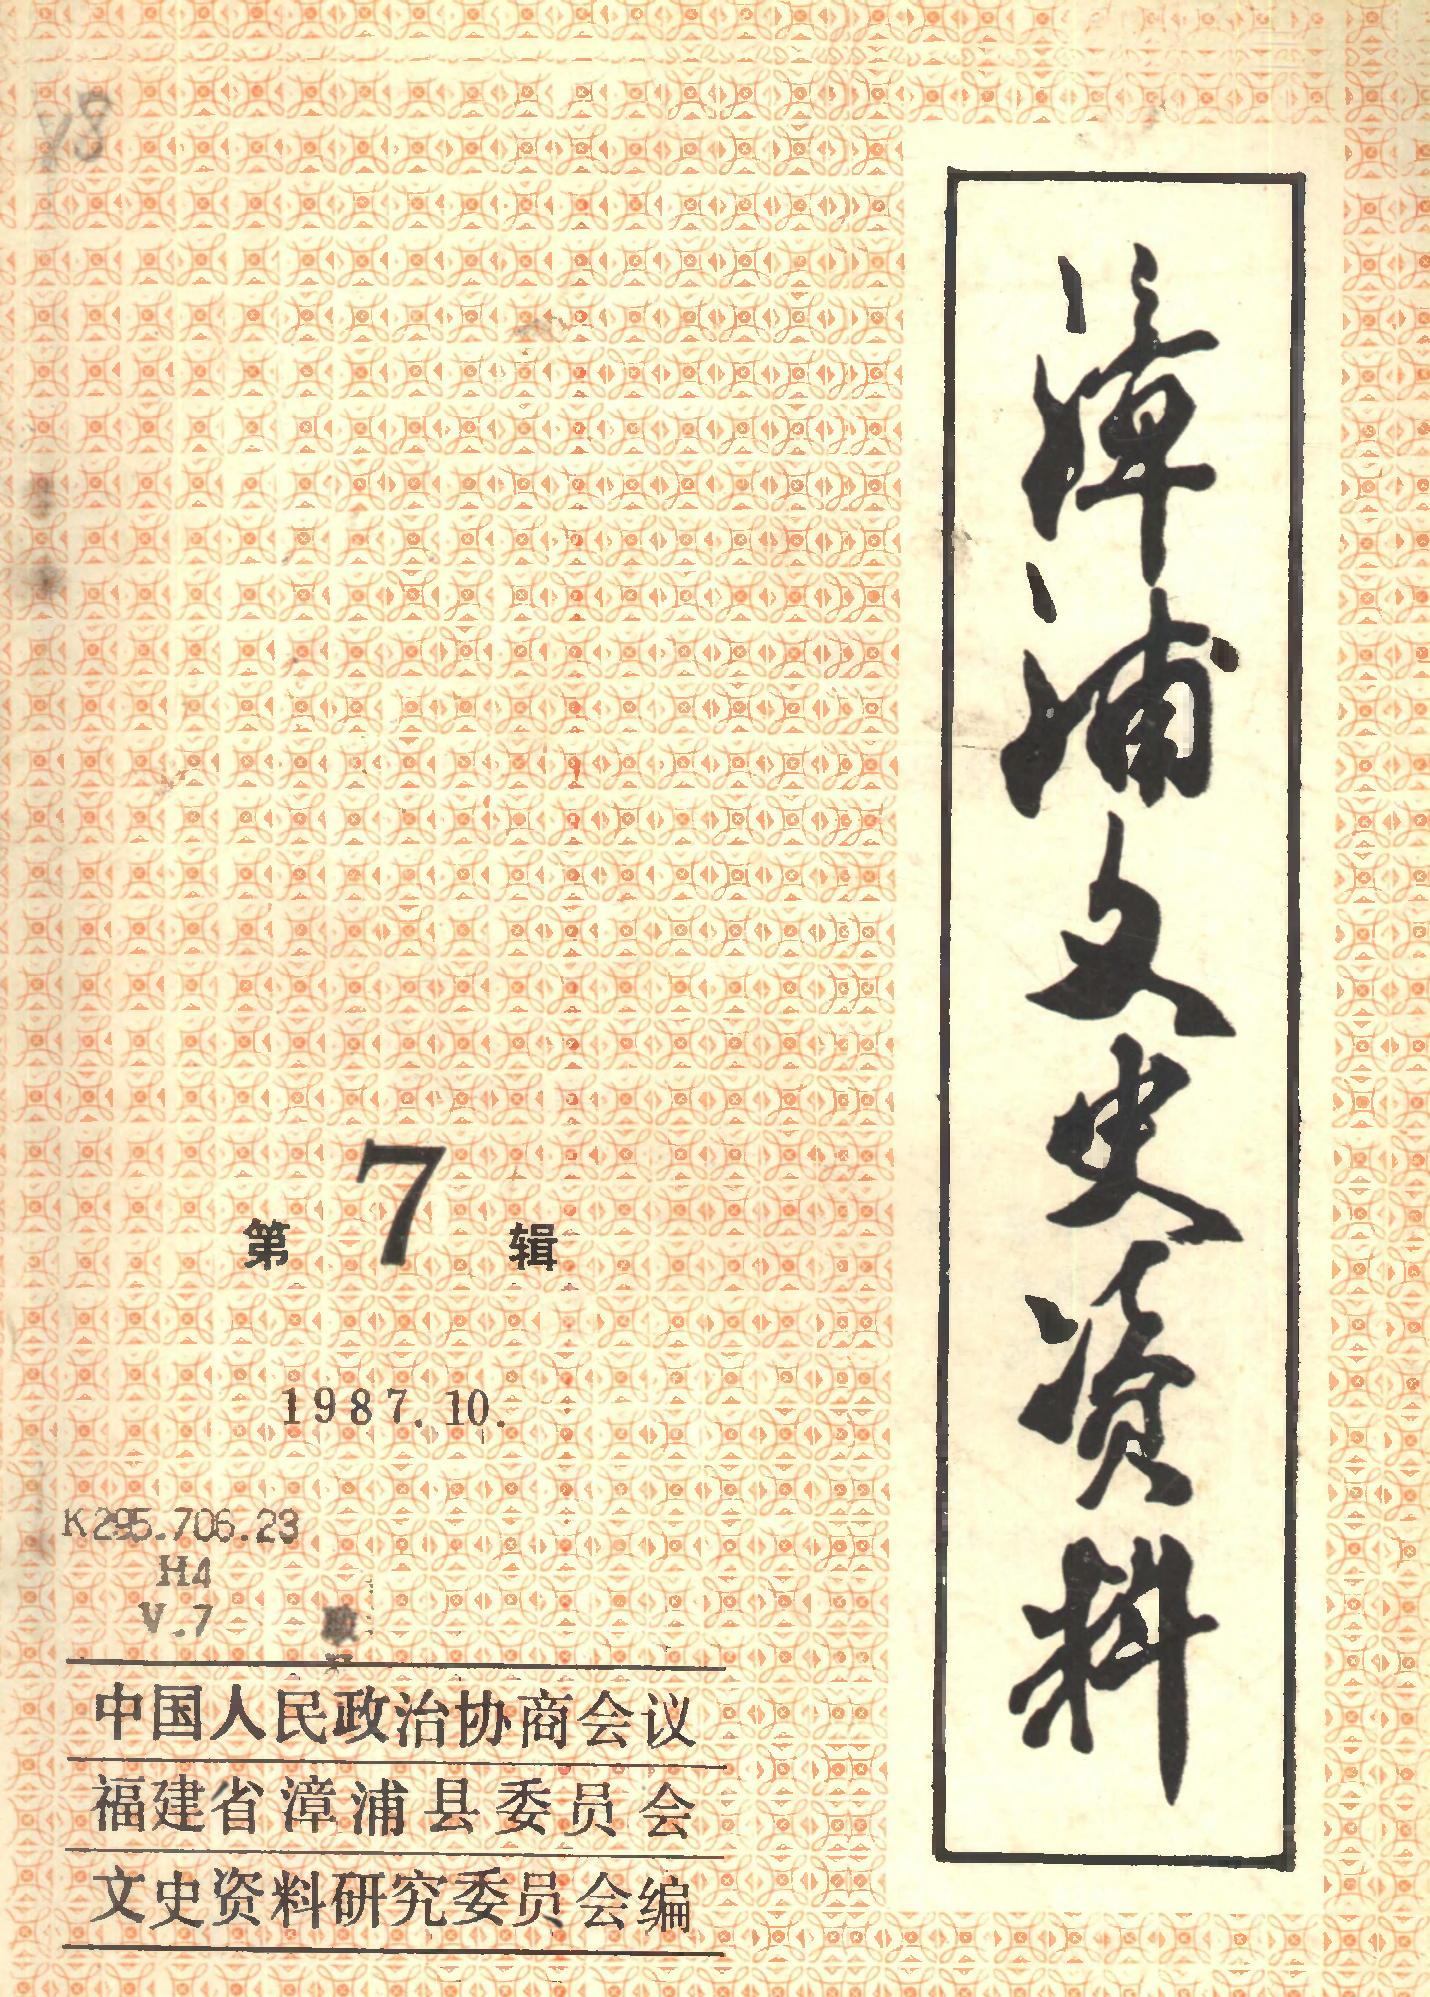 漳浦文史资料
第7辑
1987.10.
K295.706.23
H4
V.7
中国人民政治协商会议
福建省漳浦县委员会
文史资料研究委员会编